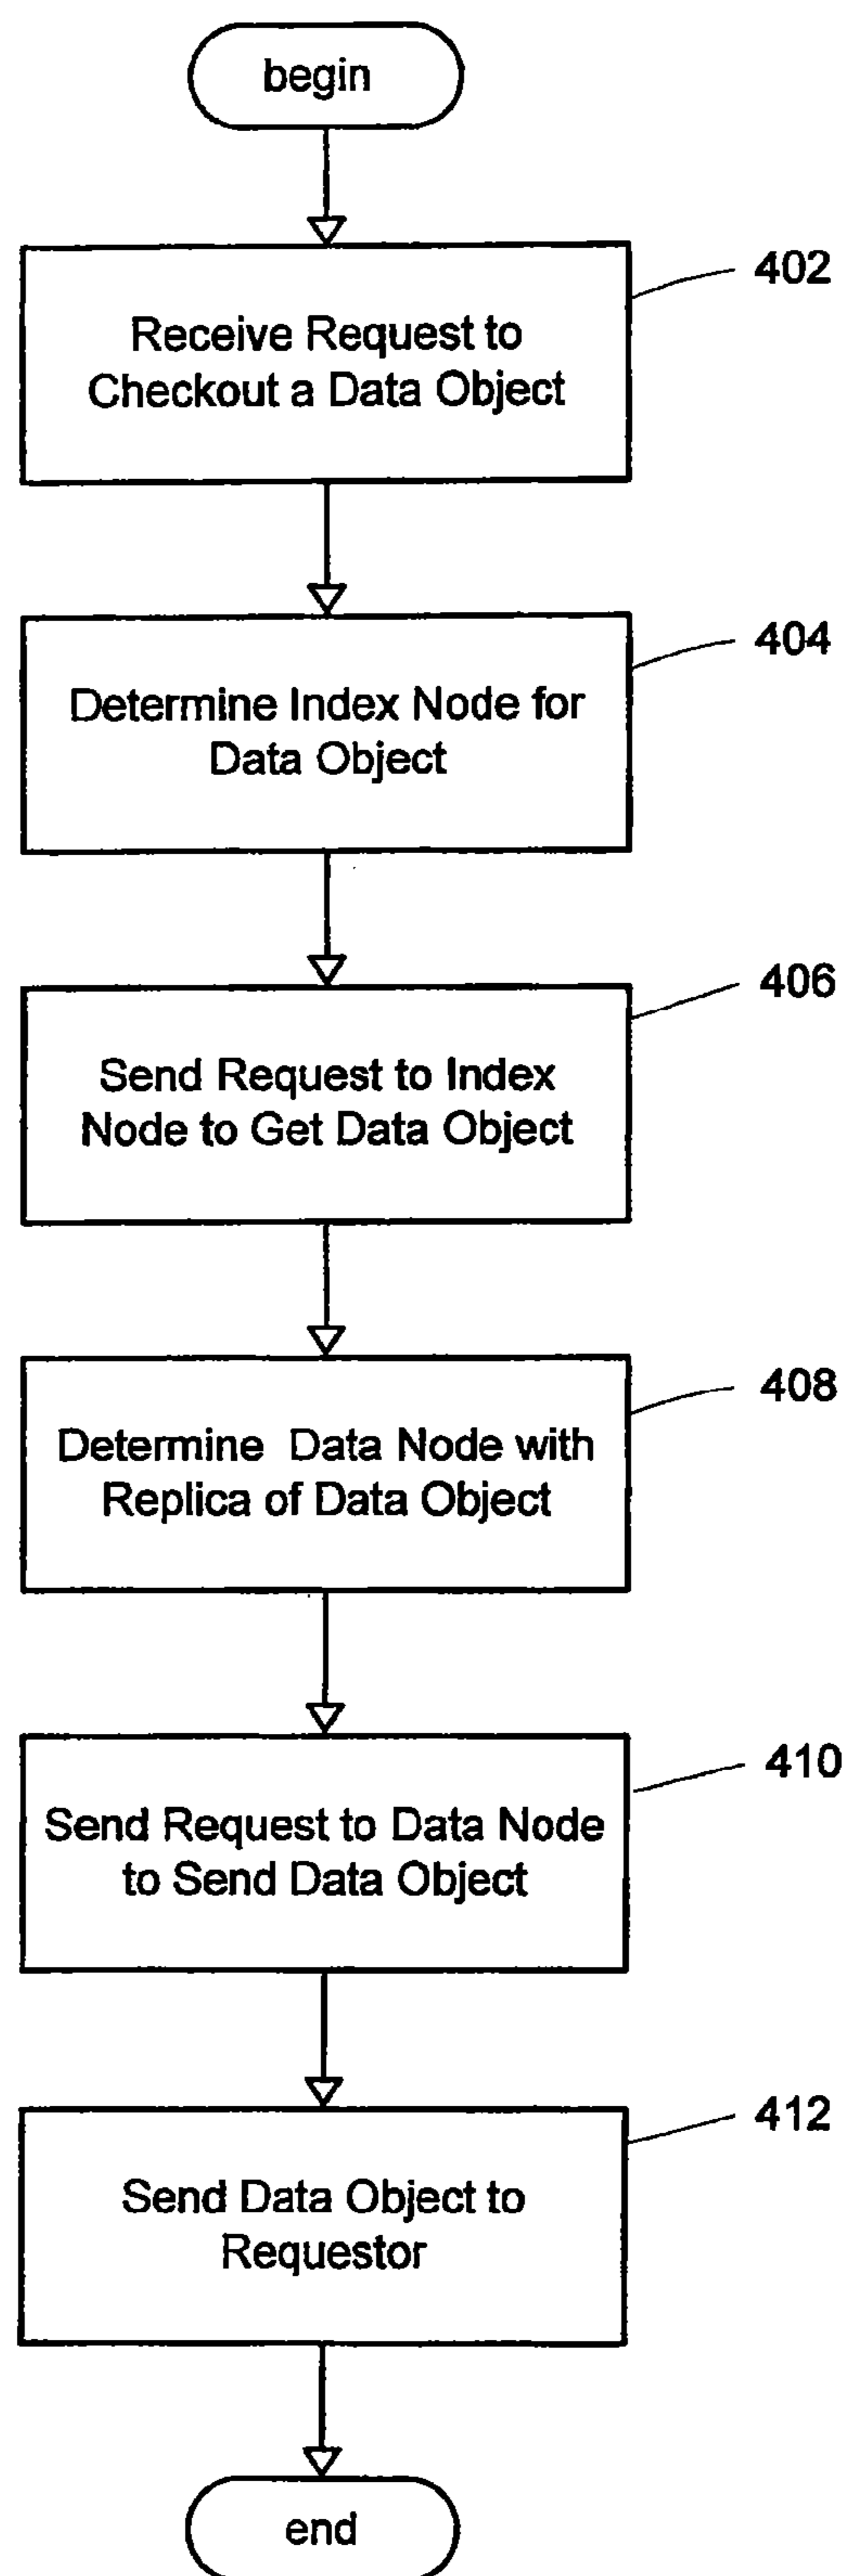 begin
402
Receive Request to
Checkout a Data Object
404
Determine Index Node for
Data Object
406
Send Request to Index
Node to Get Data Object
408
Determine Data Node with
Replica of Data Object
410
Send Request to Data Node
to Send Data Object
412
Send Data Object to
Requestor
end